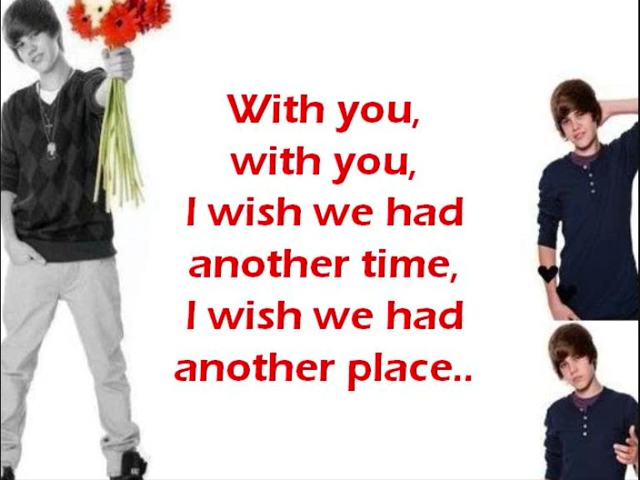 With you,
with you,
I wish we had
another time,
I wish we had
another place..